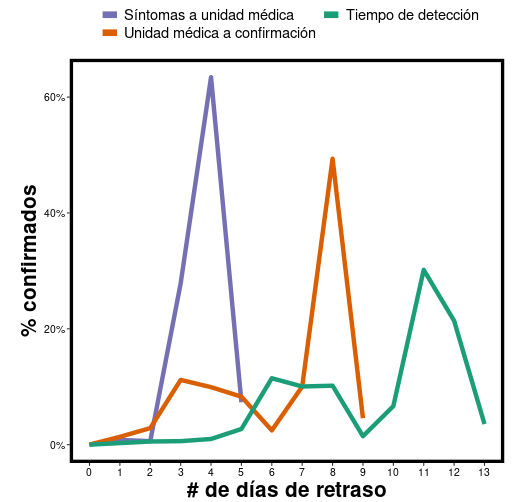 Síntomas a unidad médica
Tiempo de detección
Unidad médica a confirmación
% confirmados
60%
40%
20%
0%
0 1 2 3 4 5 6 7 8 9 10 11 12 13
# de días de retraso